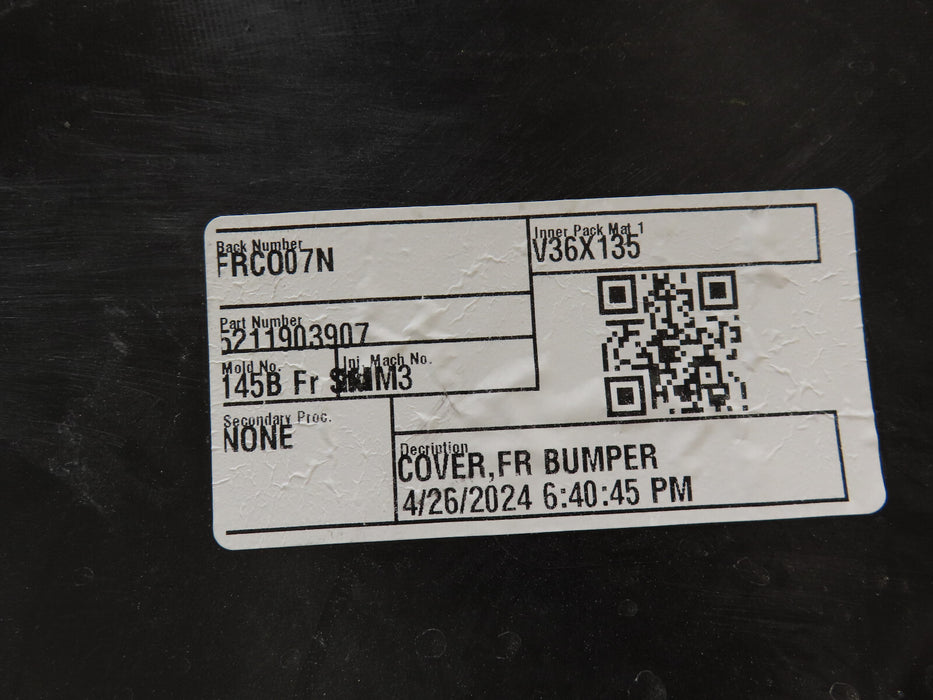 Back Number
FRC007N
Inner Pack Mat 1
V36X135
Part Number
5211903907
Mold No.
145B Fr
Inj. Mach No.
M3
Secondary Proc.
NONE
Decription
COVER,FR BUMPER
4/26/2024 6:40:45 PM